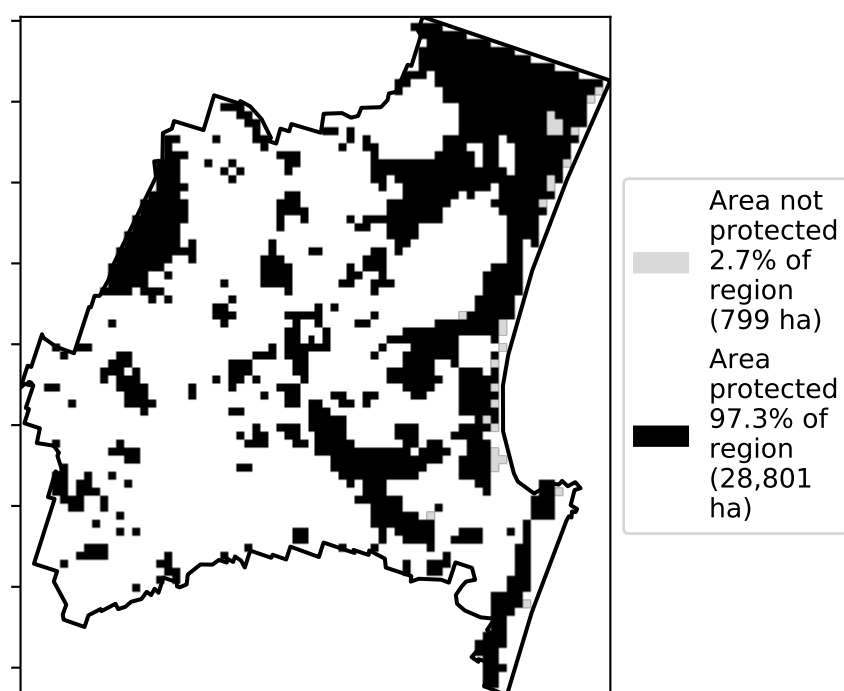 Area not
protected
2.7% of
region
(799 ha)
Area
protected
97.3% of
region
(28,801
ha)